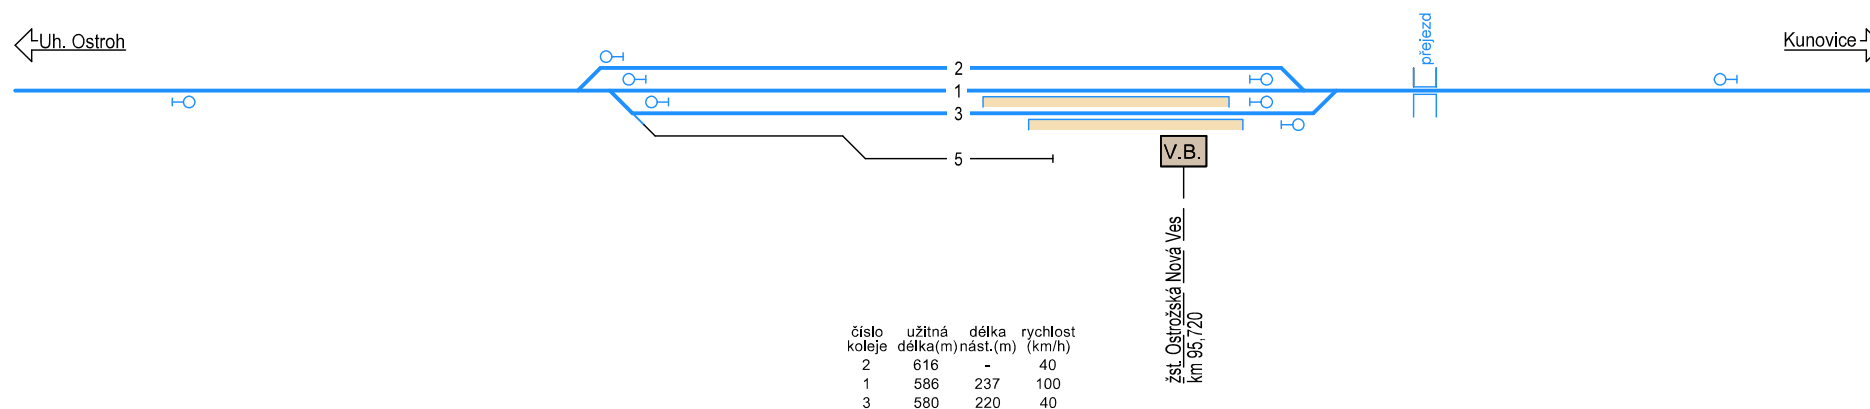 Uh. Ostroh
Kunovice
přejezd
2
1
3
5
V.B.
žst. Ostrožská Nová Ves
km 95,720
číslo koleje užitná délka(m) délka nást.(m) rychlost (km/h)
2 616 - 40
1 586 237 100
3 580 220 40